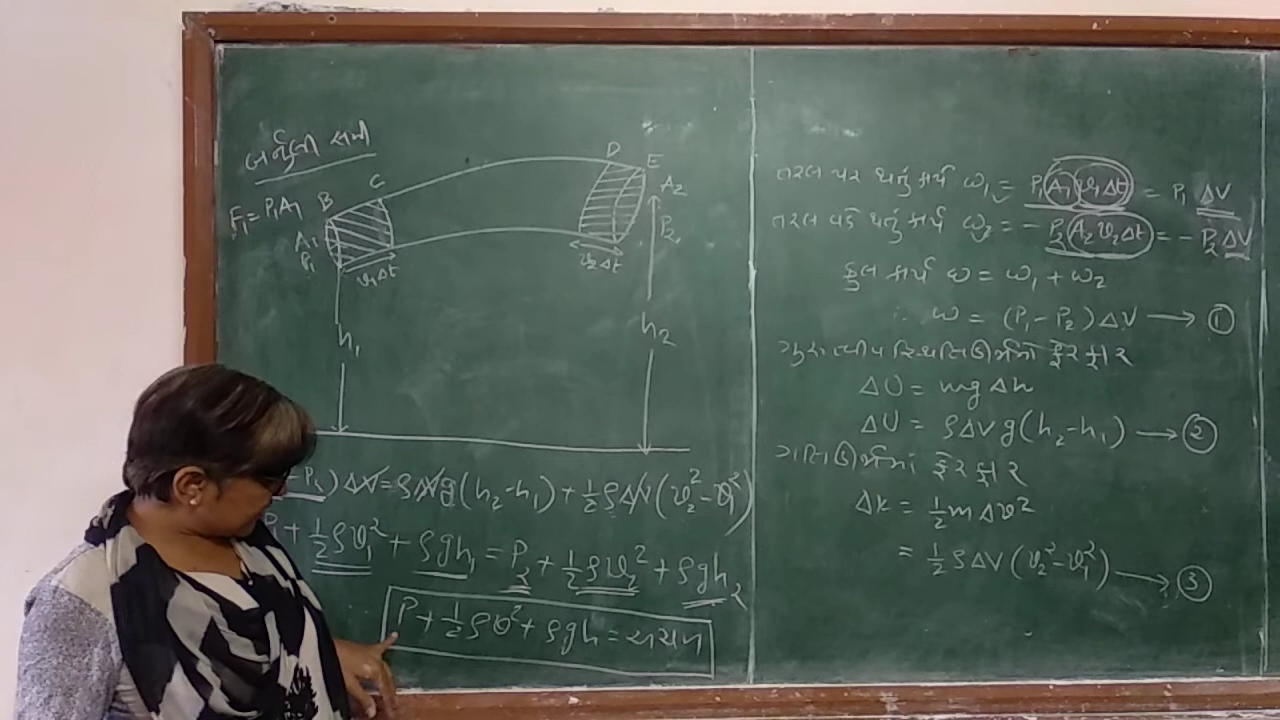 બર્નુલી સમી
B C
F₁ = P₁A₁
A₁
P₁
v₁Δt
h₁
D E
A₂
P₂
v₂Δt
h₂
= P₂) ΔV = ρΔVg(h₂-h₁) + ½ρΔV(v₂²-v₁²)
P₁ + ½ρv₁² + ρgh₁ = P₂ + ½ρv₂² + ρgh₂
P + ½ρv² + ρgh = અચળ
તરલ પર થતું કાર્ય ω₁ = P₁A₁v₁Δt = P₁ ΔV
તરલ વડે થતું કાર્ય ω₂ = - P₂A₂v₂Δt = - P₂ΔV
કુલ કાર્ય ω = ω₁ + ω₂
∴ ω = (P₁ - P₂) ΔV → ①
ગુરુત્વીય સ્થિતિઊર્જામાં ફેરફાર
ΔU = mgΔh
ΔU = ρΔVg(h₂-h₁) → ②
ગતિઊર્જામાં ફેરફાર
Δk = ½mΔv²
= ½ρΔV(v₂²-v₁²) → ③